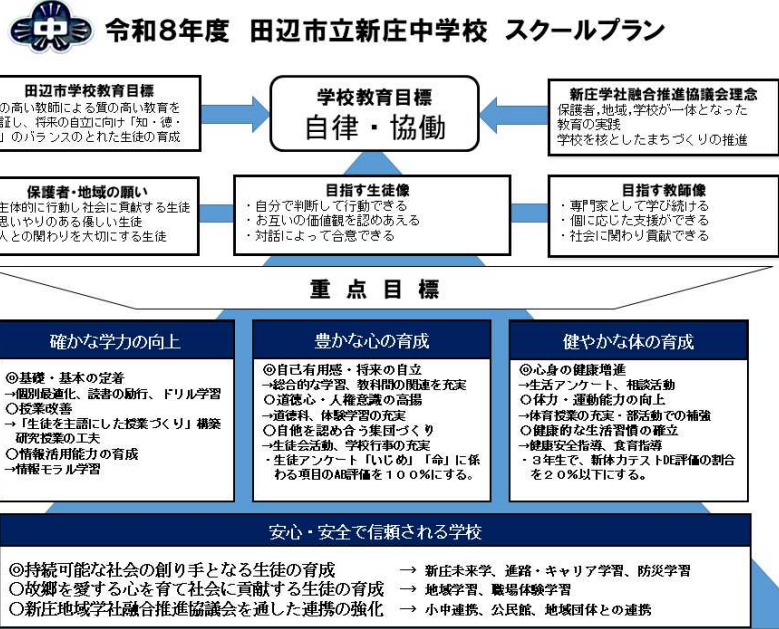 中
令和8年度 田辺市立新庄中学校 スクールプラン
田辺市学校教育目標
の高い教師による質の高い教育を
証し、将来の自立に向け「知・徳・
」のバランスのとれた生徒の育成
学校教育目標
自律・協働
新庄学社融合推進協議会理念
保護者,地域,学校が一体となった
教育の実践
学校を核としたまちづくりの推進
保護者・地域の願い
主体的に行動し社会に貢献する生徒
思いやりのある優しい生徒
人との関わりを大切にする生徒
目指す生徒像
・自分で判断して行動できる
・お互いの価値観を認めあえる
・対話によって合意できる
目指す教師像
・専門家として学び続ける
・個に応じた支援ができる
・社会に関わり貢献できる
重点目標
確かな学力の向上
◎基礎・基本の定着
→個別最適化、読書の励行、ドリル学習
○授業改善
→「生徒を主語にした授業づくり」構築
研究授業の工夫
○情報活用能力の育成
→情報モラル学習
豊かな心の育成
◎自己有用感・将来の自立
→総合的な学習、教科間の関連を充実
○道徳心・人権意識の高揚
→道徳科、体験学習の充実
○自他を認め合う集団づくり
→生徒会活動、学校行事の充実
・生徒アンケート「いじめ」「命」に係
わる項目のAB評価を100%にする。
健やかな体の育成
◎心身の健康増進
→生活アンケート、相談活動
○体力・運動能力の向上
→体育授業の充実・部活動での補強
○健康的な生活習慣の確立
→健康安全指導、食育指導
・3年生で、新体力テストDE評価の割合
を20%以下にする。
安心・安全で信頼される学校
◎持続可能な社会の創り手となる生徒の育成 → 新庄未来学、進路・キャリア学習、防災学習
○故郷を愛する心を育て社会に貢献する生徒の育成 → 地域学習、職場体験学習
○新庄地域学社融合推進協議会を通した連携の強化 → 小中連携、公民館、地域団体との連携